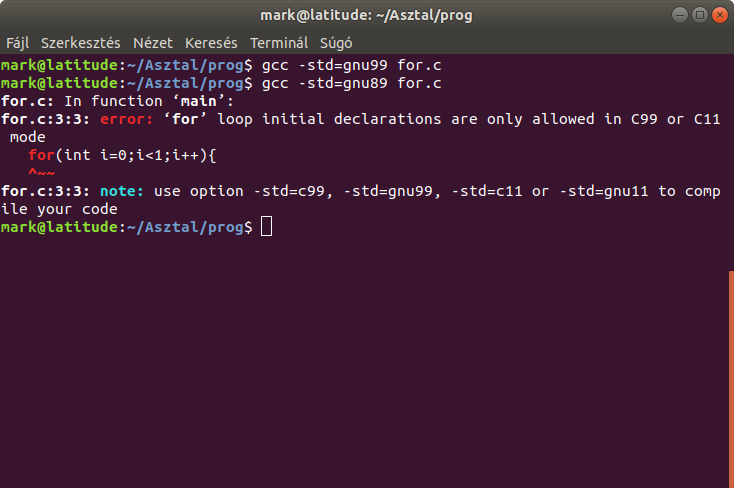 mark@latitude: ~/Asztal/prog
Fájl Szerkesztés Nézet Keresés Terminál Súgó
mark@latitude:~/Asztal/prog$ gcc -std=gnu99 for.c
mark@latitude:~/Asztal/prog$ gcc -std=gnu89 for.c
for.c: In function ‘main’:
for.c:3:3: error: ‘for’ loop initial declarations are only allowed in C99 or C11
 mode
   for(int i=0;i<1;i++){
   ^~~
for.c:3:3: note: use option -std=c99, -std=gnu99, -std=c11 or -std=gnu11 to comp
ile your code
mark@latitude:~/Asztal/prog$